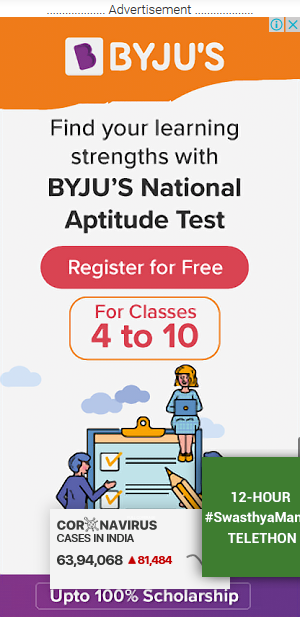 .................... Advertisement ....................
BYJU'S
Find your learning
strengths with
BYJU'S National
Aptitude Test
Register for Free
For Classes
4 to 10
12-HOUR
#SwasthyaMan
TELETHON
CORONAVIRUS
CASES IN INDIA
63,94,068 ▲81,484
Upto 100% Scholarship